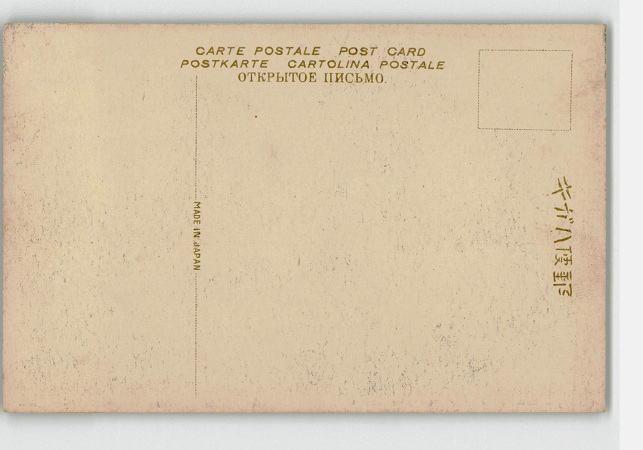 CARTE POSTALE POST CARD
POSTKARTE CARTOLINA POSTALE
ОТКРЫТОЕ ПИСЬМО.
MADE IN JAPAN
キガハ便郵